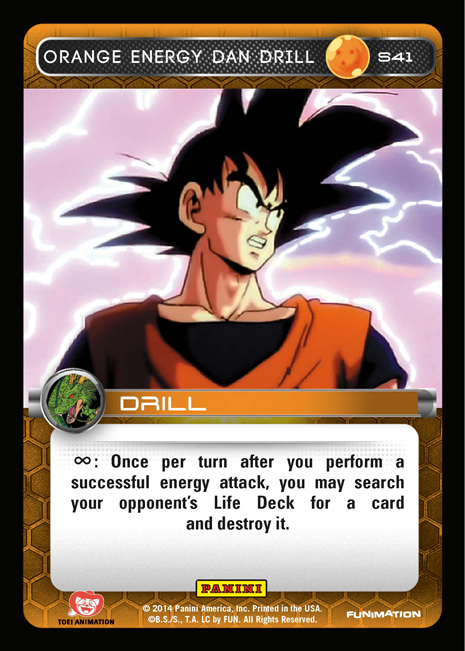 ORANGE ENERGY DAN DRILL S41
DRILL
∞: Once per turn after you perform a
successful energy attack, you may search
your opponent's Life Deck for a card
and destroy it.
PANINI
TOEI ANIMATION
© 2014 Panini America, Inc. Printed in the USA.
©B.S./S., T.A. LC by FUN. All Rights Reserved.
FUNIMATION